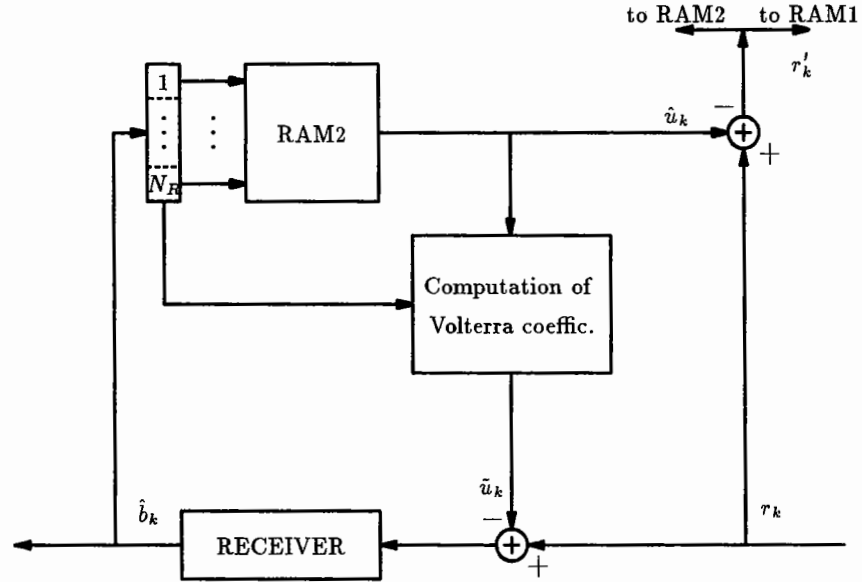 to RAM2 to RAM1
r′ₖ
1
⋮ ⋮
N_R
RAM2
ûₖ
−
+
+
Computation of
Volterra coeffic.
ũₖ
−
+
+
rₖ
b̂ₖ
RECEIVER